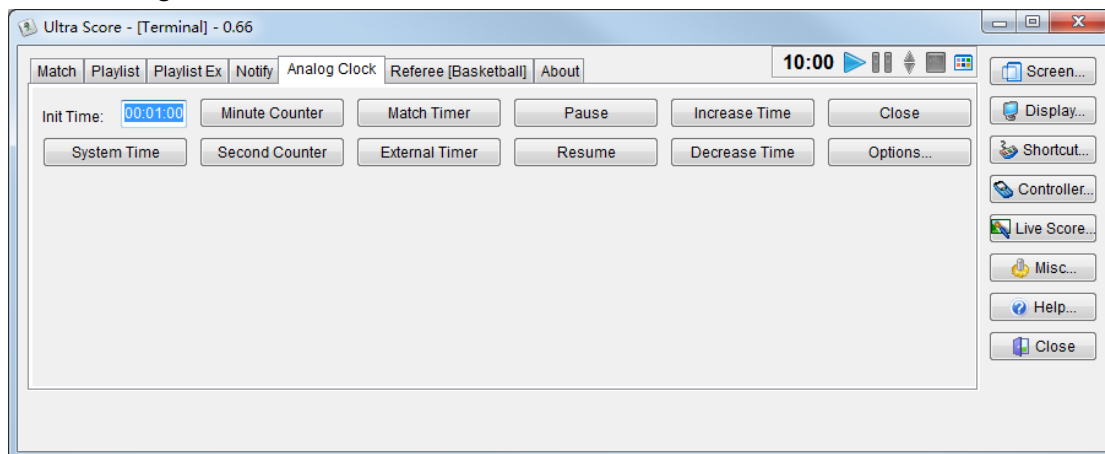 Ultra Score - [Terminal] - 0.66
Match Playlist Playlist Ex Notify Analog Clock Referee [Basketball] About 10:00
Screen...
Init Time: 00:01:00 Minute Counter Match Timer Pause Increase Time Close
Display...
System Time Second Counter External Timer Resume Decrease Time Options...
Shortcut...
Controller...
Live Score...
Misc...
Help...
Close